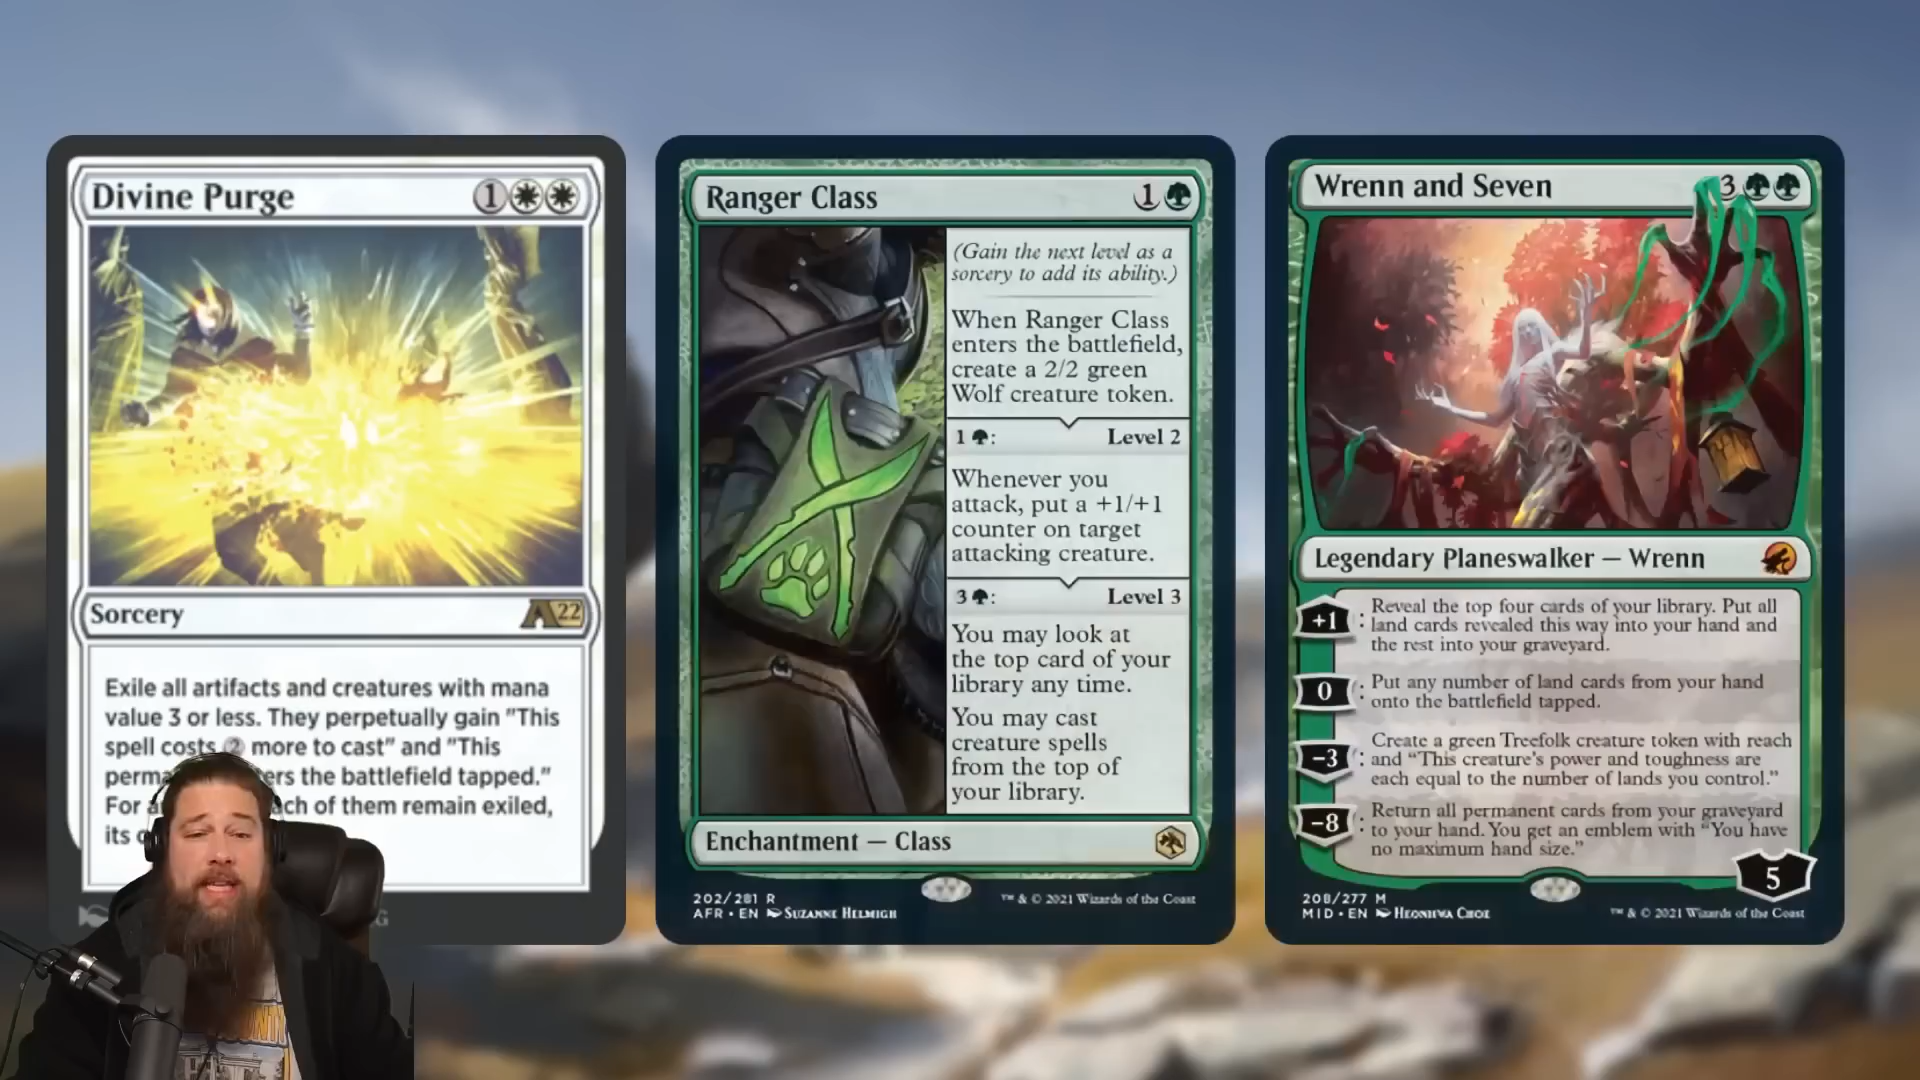 Divine Purge
1
Sorcery
A22
Exile all artifacts and creatures with mana
value 3 or less. They perpetually gain "This
spell costs 2 more to cast" and "This
the battlefield tapped."
For
of them remain exiled,
its
Ranger Class
1
(Gain the next level as a
sorcery to add its ability.)
When Ranger Class
enters the battlefield,
create a 2/2 green
Wolf creature token.
1 : Level 2
Whenever you
attack, put a +1/+1
counter on target
attacking creature.
3 : Level 3
You may look at
the top card of your
library any time.
You may cast
creature spells
from the top of
your library.
Enchantment — Class
202/281 R
AFR • EN Suzanne Helmigh
™ & © 2021 Wizards of the Coast
Wrenn and Seven
3
Legendary Planeswalker — Wrenn
+1 : Reveal the top four cards of your library. Put all
land cards revealed this way into your hand and
the rest into your graveyard.
0 : Put any number of land cards from your hand
onto the battlefield tapped.
−3 : Create a green Treefolk creature token with reach
and “This creature's power and toughness are
each equal to the number of lands you control.”
−8 : Return all permanent cards from your graveyard
to your hand. You get an emblem with “You have
no maximum hand size.”
5
208/277 M
MID • EN Heonhwa Choe
™ & © 2021 Wizards of the Coast